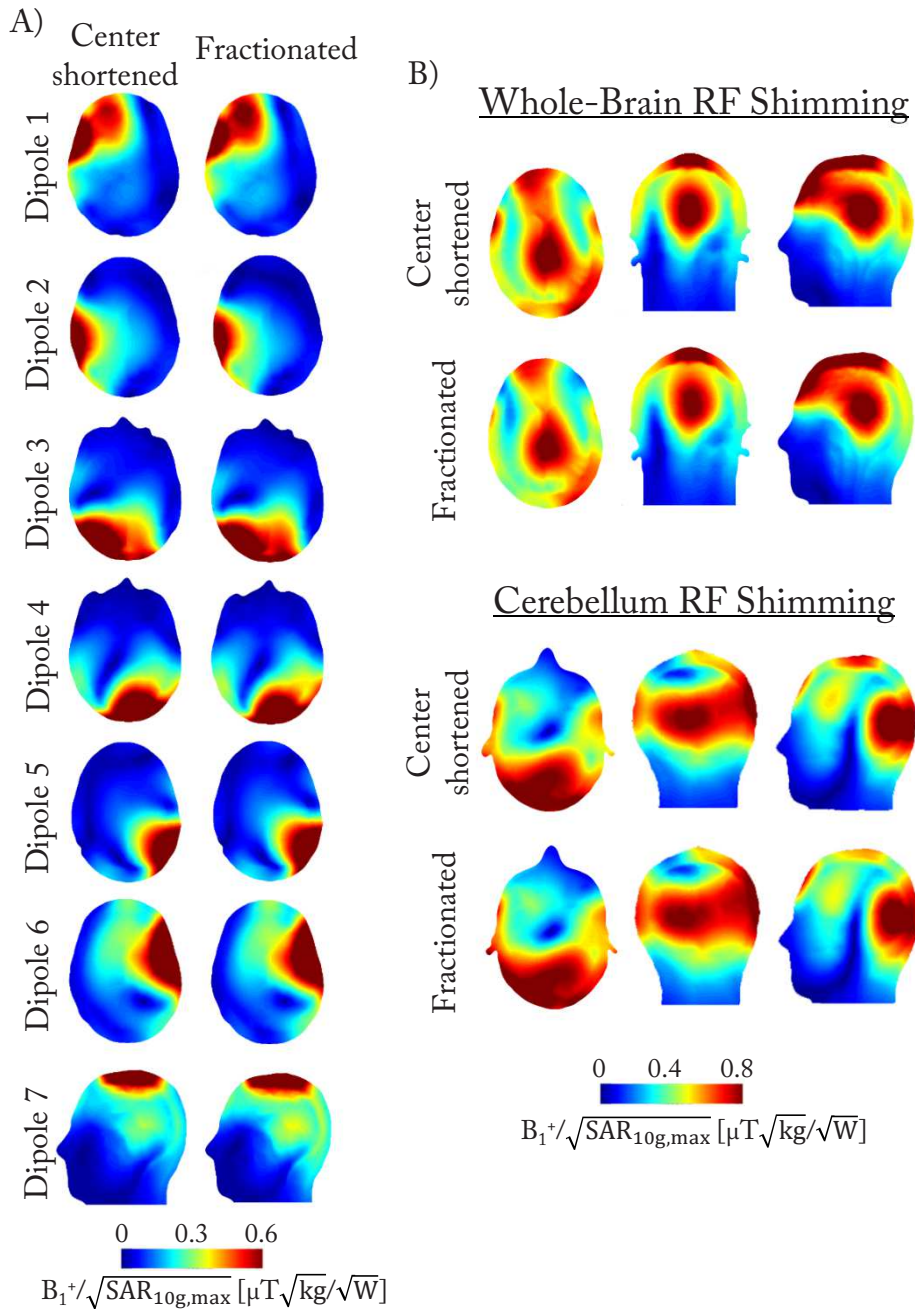 A)
Center
shortened
Fractionated
Dipole 1
Dipole 2
Dipole 3
Dipole 4
Dipole 5
Dipole 6
Dipole 7
0 0.3 0.6
B₁⁺/√SAR₁₀g,max [μT√kg/√W]
B)
Whole-Brain RF Shimming
Center
shortened
Fractionated
Cerebellum RF Shimming
Center
shortened
Fractionated
0 0.4 0.8
B₁⁺/√SAR₁₀g,max [μT√kg/√W]